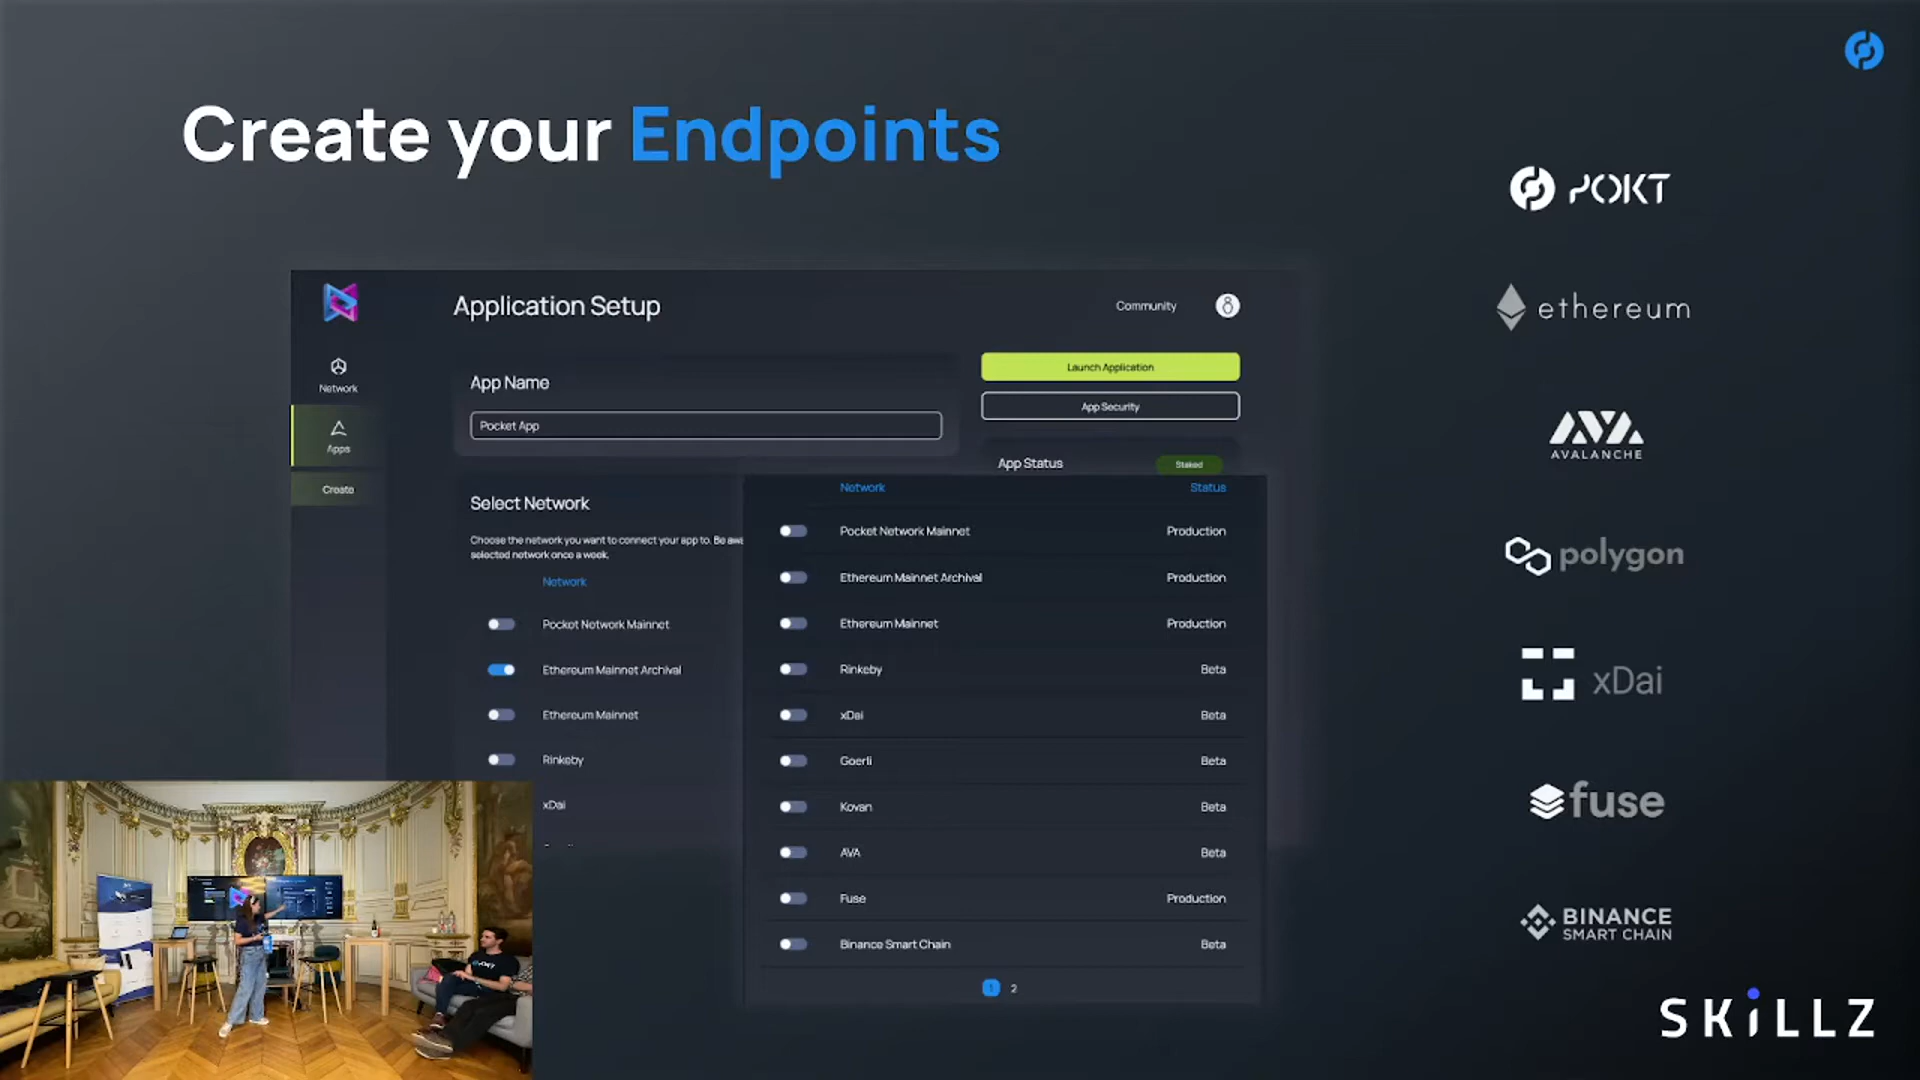 Create your Endpoints
POKT
ethereum
AVALANCHE
polygon
xDai
fuse
BINANCE
SMART CHAIN
SKiLLZ
Application Setup
Community
Network
Apps
Create
App Name
Pocket App
Launch Application
App Security
App Status
Staked
Select Network
Choose the network you want to connect your app to. Be awa
selected network once a week.
Network
Pocket Network Mainnet
Ethereum Mainnet Archival
Ethereum Mainnet
Rinkeby
xDai
Network Status
Pocket Network Mainnet Production
Ethereum Mainnet Archival Production
Ethereum Mainnet Production
Rinkeby Beta
xDai Beta
Goerli Beta
Kovan Beta
AVA Beta
Fuse Production
Binance Smart Chain Beta
1 2